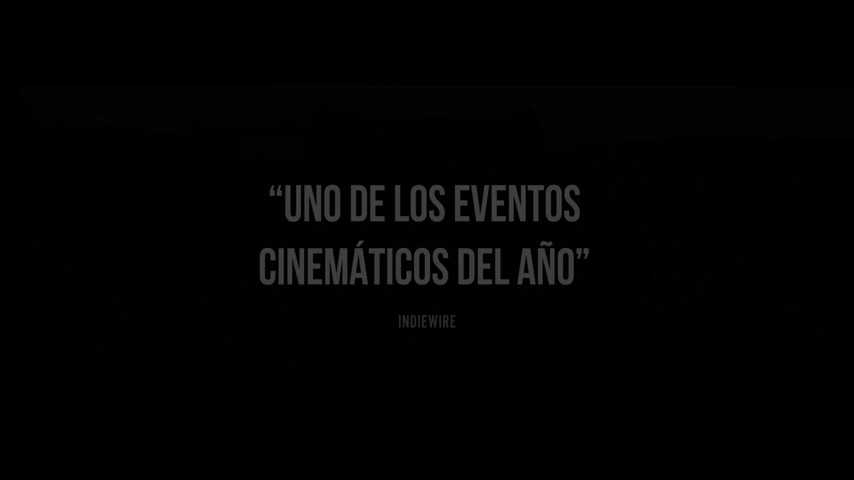 “UNO DE LOS EVENTOS
CINEMÁTICOS DEL AÑO”
INDIEWIRE